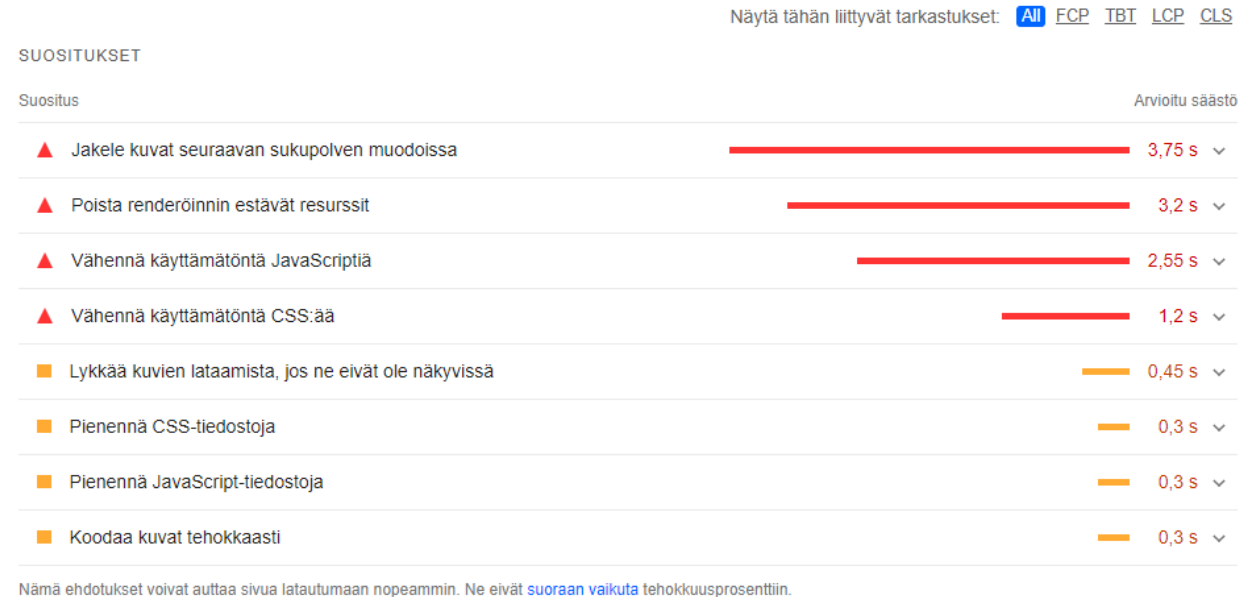 Näytä tähän liittyvät tarkastukset: All FCP TBT LCP CLS
SUOSITUKSET
Suositus Arvioitu säästö
Jakele kuvat seuraavan sukupolven muodoissa 3,75 s
Poista renderöinnin estävät resurssit 3,2 s
Vähennä käyttämätöntä JavaScriptiä 2,55 s
Vähennä käyttämätöntä CSS:ää 1,2 s
Lykkää kuvien lataamista, jos ne eivät ole näkyvissä 0,45 s
Pienennä CSS-tiedostoja 0,3 s
Pienennä JavaScript-tiedostoja 0,3 s
Koodaa kuvat tehokkaasti 0,3 s
Nämä ehdotukset voivat auttaa sivua latautumaan nopeammin. Ne eivät suoraan vaikuta tehokkuusprosenttiin.